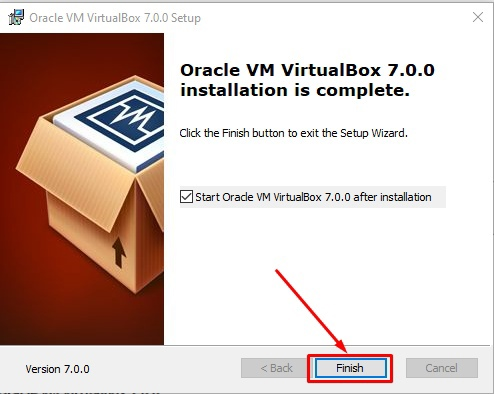 Oracle VM VirtualBox 7.0.0 Setup
Oracle VM VirtualBox 7.0.0
installation is complete.
Click the Finish button to exit the Setup Wizard.
Start Oracle VM VirtualBox 7.0.0 after installation
Version 7.0.0
< Back
Finish
Cancel